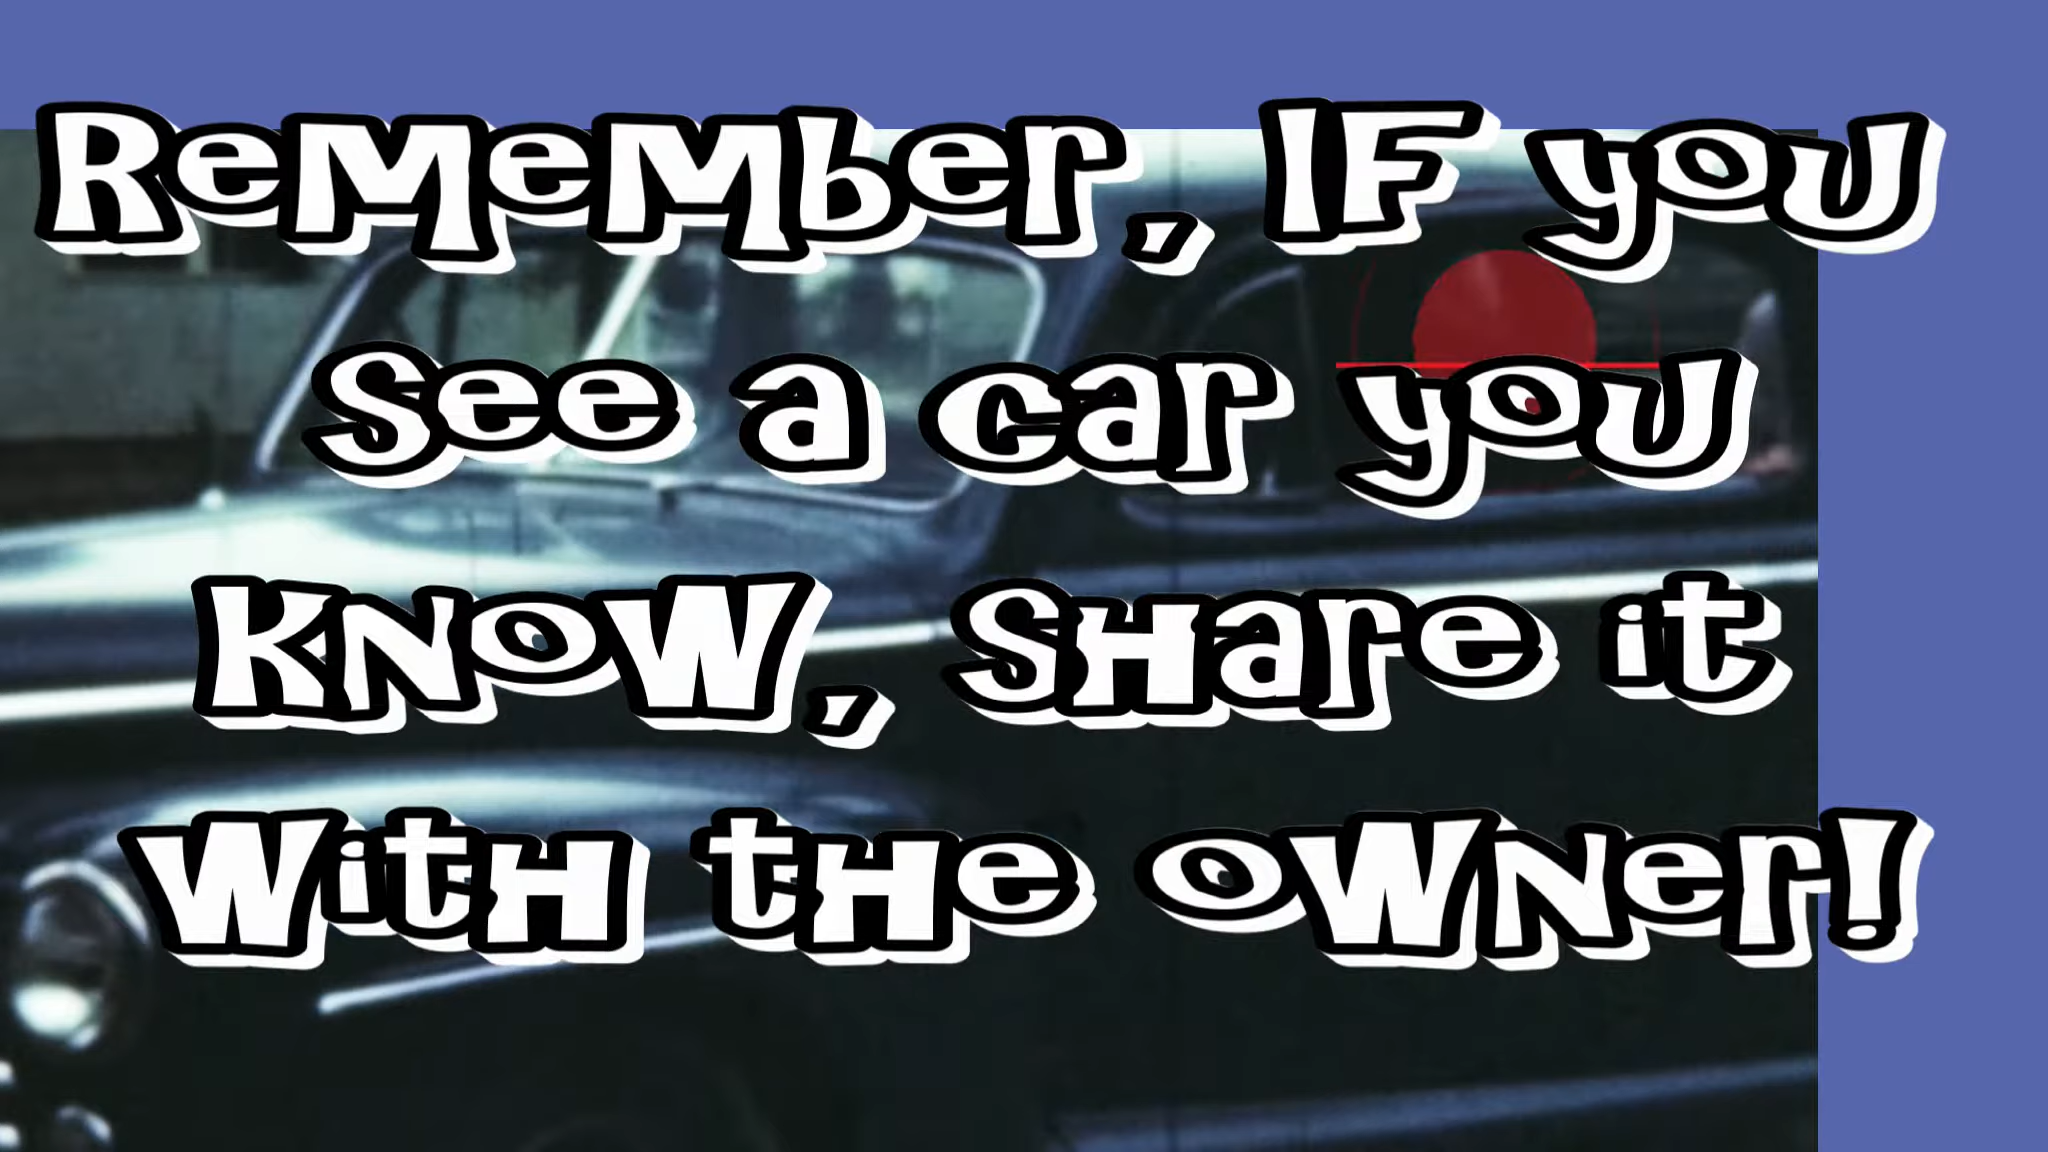 Remember, IF you
see a car you
know, share it
with the owner!